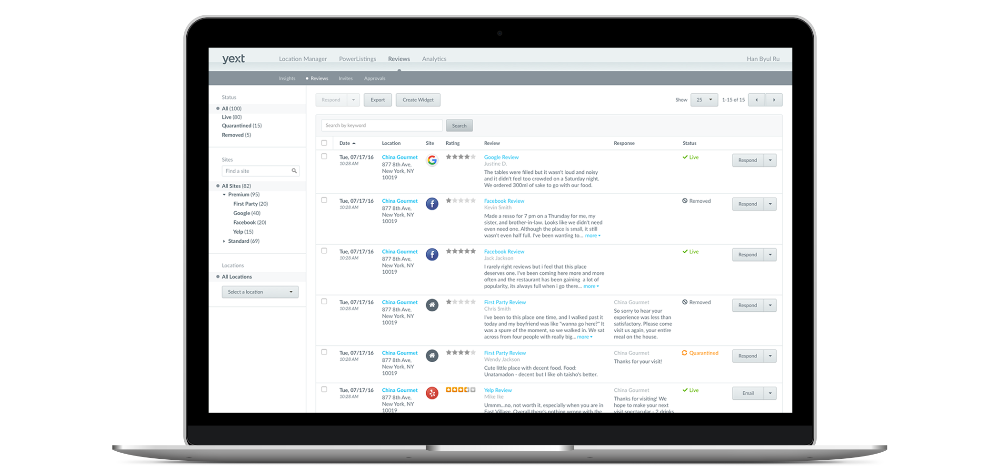 yext
Location Manager PowerListings Reviews Analytics Han Byul Ru
Insights Reviews Invites Approvals
Status
All (100)
Live (80)
Quarantined (15)
Removed (5)
Sites
Find a site
All Sites (82)
Premium (95)
First Party (20)
Google (40)
Facebook (20)
Yelp (15)
Standard (69)
Locations
All Locations
Select a location
Respond Export Create Widget Show 25 1-15 of 15
Search by keyword Search
Date Location Site Rating Review Response Status
Tue, 07/17/16
10:28 AM
China Gourmet
877 8th Ave,
New York, NY
10019
G
Google Review
Justine D.
The tables were filled but it wasn't loud and noisy
and it didn't feel too crowded on a Saturday night.
We ordered 300ml of sake to go with our food.
Live
Respond
Tue, 07/17/16
10:28 AM
China Gourmet
877 8th Ave,
New York, NY
10019
f
Facebook Review
Kevin Smith
Made a resso for 7 pm on a Thursday for me, my
sister, and brother-in-law. Looks like we didn't need
even need one. Although the place is small, it still
wasn't even half full. I've been wanting to... more
Removed
Respond
Tue, 07/17/16
10:28 AM
China Gourmet
877 8th Ave,
New York, NY
10019
f
Facebook Review
Jack Jackson
I rarely right reviews but i feel that this place
deserves one. I've been coming here more and more
often and the restaurant has been gaining a lot of
popularity, its always full when i go there... more
Live
Respond
Tue, 07/17/16
10:28 AM
China Gourmet
877 8th Ave,
New York, NY
10019
First Party Review
Chris Smith
I've been to this place one time, and I walked past it
today and my boyfriend was like "wanna go here?" It
was a spure of the moment, so we walked in. We sat
across from four people with really big... more
China Gourmet
So sorry to hear your
experience was less than
satisfactory. Please come
visit us again, your entire
meal on the house.
Removed
Respond
Tue, 07/17/16
10:28 AM
China Gourmet
877 8th Ave,
New York, NY
10019
First Party Review
Wendy Jackson
Cute little place with decent food. Food:
Unatamadon - decent but I like oh taisho's better.
China Gourmet
Thanks for your visit!
Quarantined
Respond
Tue, 07/17/16
10:28 AM
China Gourmet
877 8th Ave,
New York, NY
10019
Yelp Review
Mike Ike
Ummm...no, not worth it, especially when you are in
East Village. Overall there's nothing wrong with the
China Gourmet
Thanks for visiting! We
hope to make your next
visit spectacular - 2 drinks
Live
Email